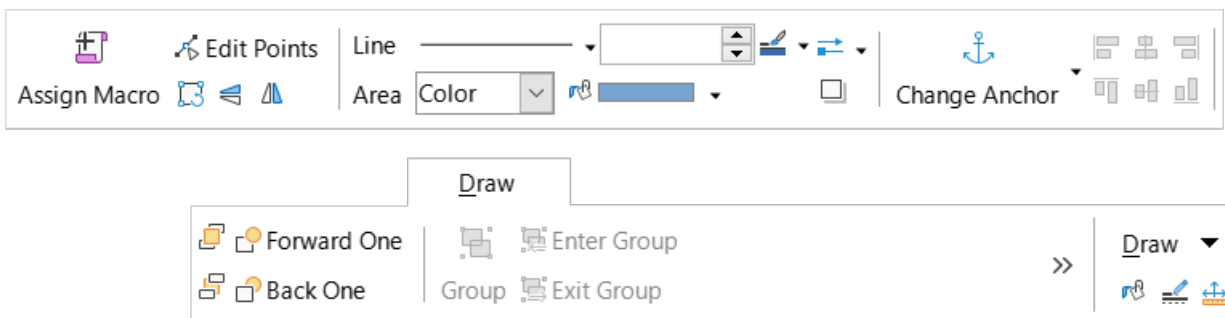 Edit Points Line
Assign Macro Area Color Change Anchor
Draw
Forward One Enter Group Draw
Back One Group Exit Group